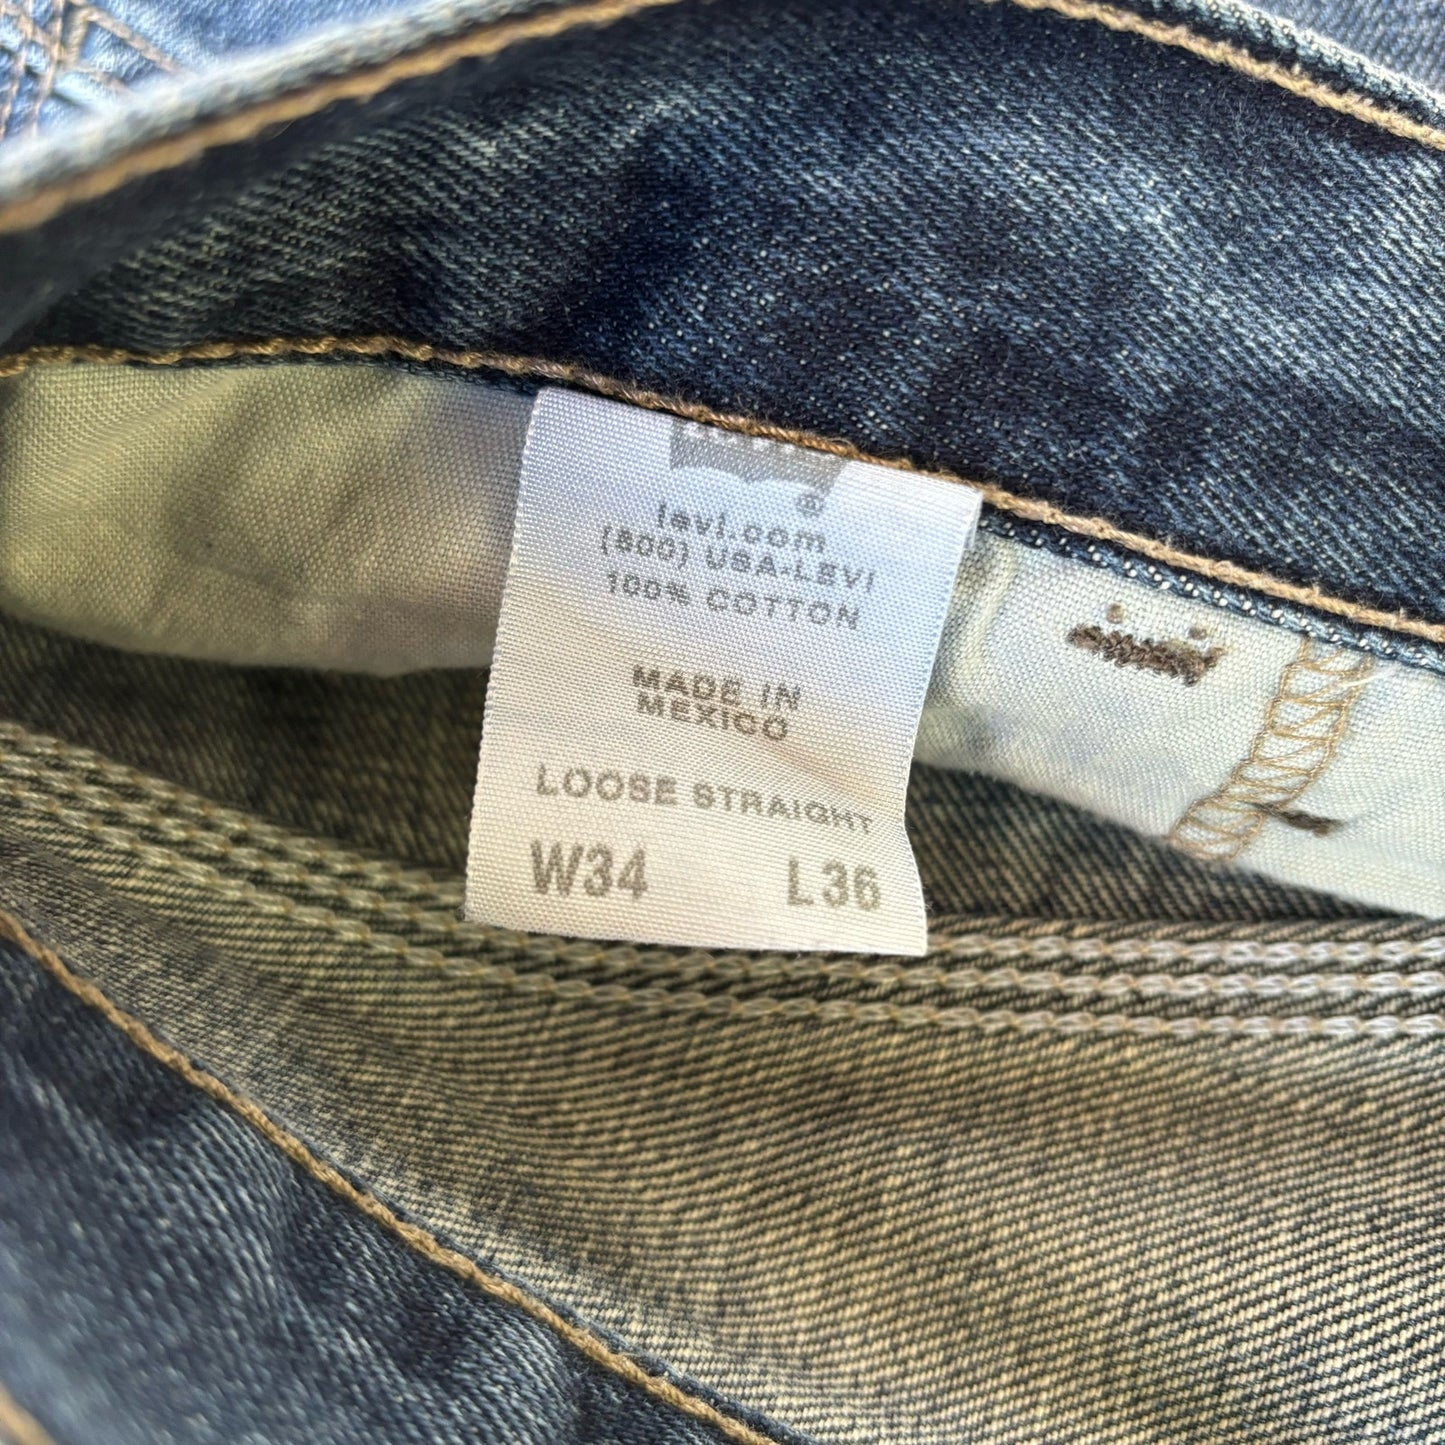 ®
levi.com
(800) USA-LEVI
100% COTTON
MADE IN
MEXICO
LOOSE STRAIGHT
W34 L36